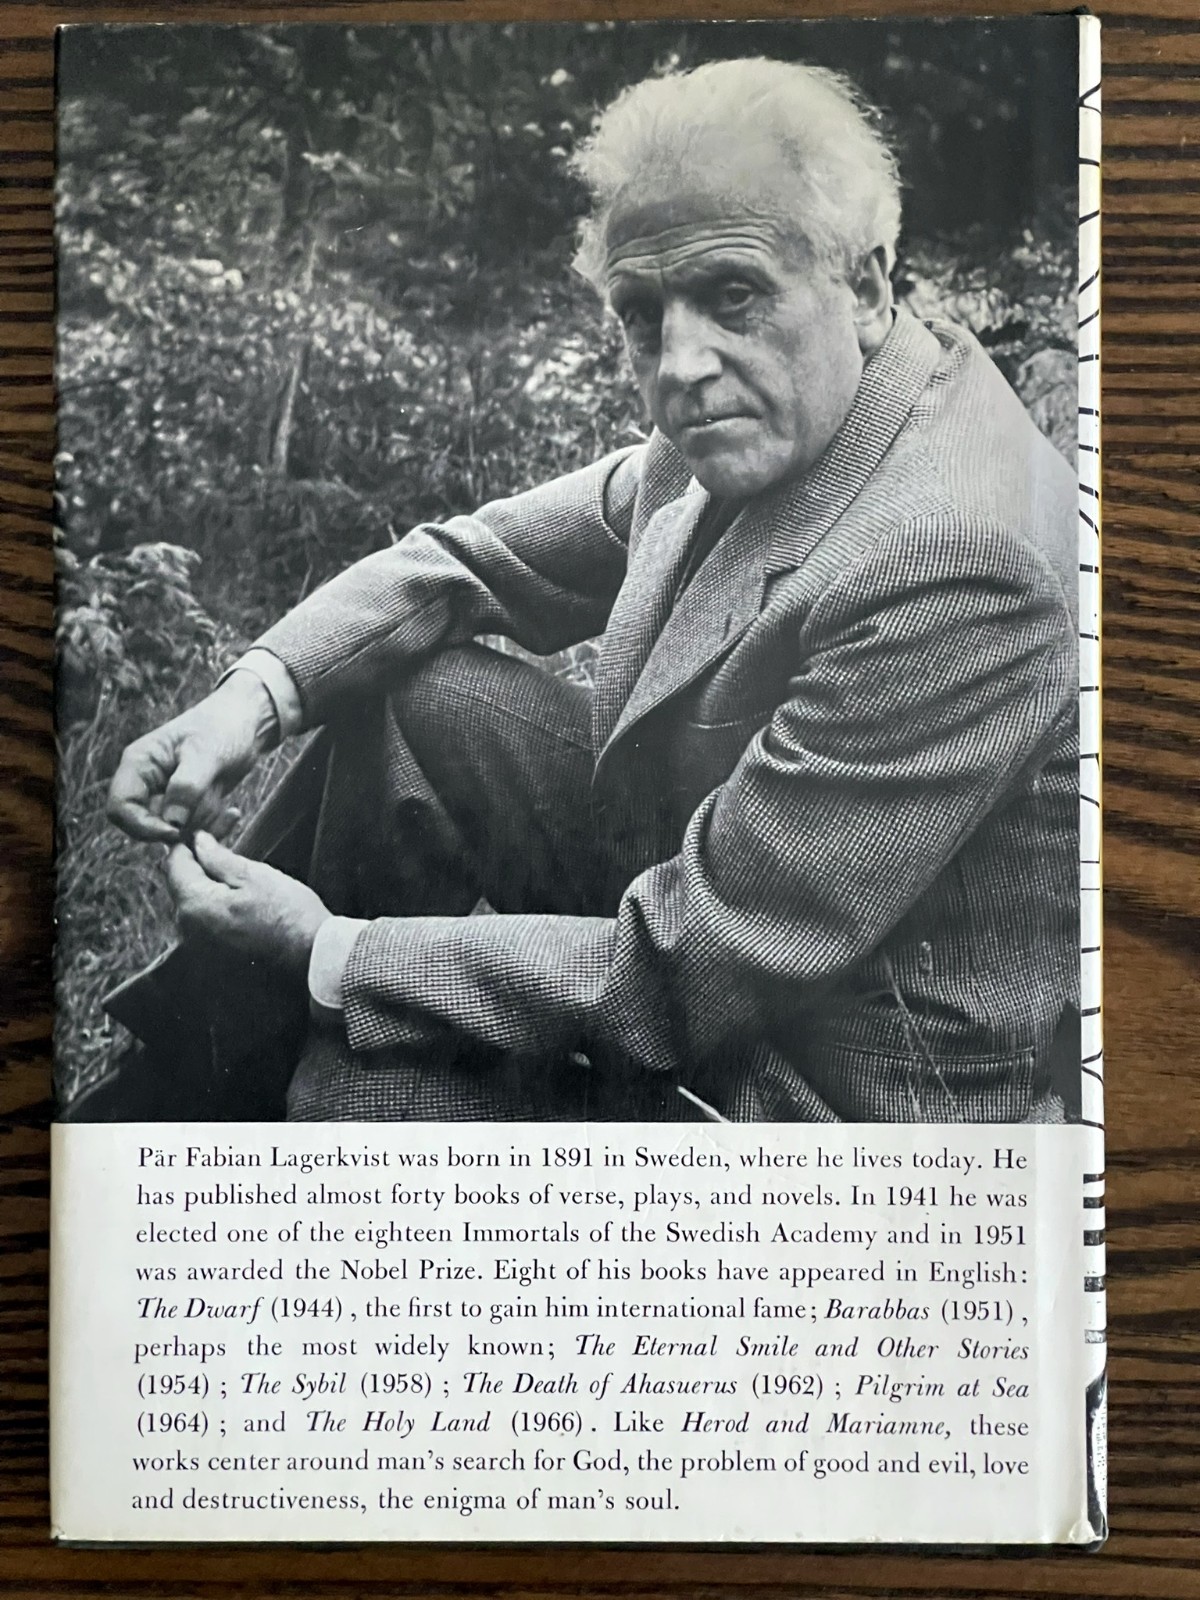 Pär Fabian Lagerkvist was born in 1891 in Sweden, where he lives today. He
has published almost forty books of verse, plays, and novels. In 1941 he was
elected one of the eighteen Immortals of the Swedish Academy and in 1951
was awarded the Nobel Prize. Eight of his books have appeared in English:
The Dwarf (1944), the first to gain him international fame; Barabbas (1951),
perhaps the most widely known; The Eternal Smile and Other Stories
(1954); The Sybil (1958); The Death of Ahasuerus (1962); Pilgrim at Sea
(1964); and The Holy Land (1966). Like Herod and Mariamne, these
works center around man's search for God, the problem of good and evil, love
and destructiveness, the enigma of man's soul.